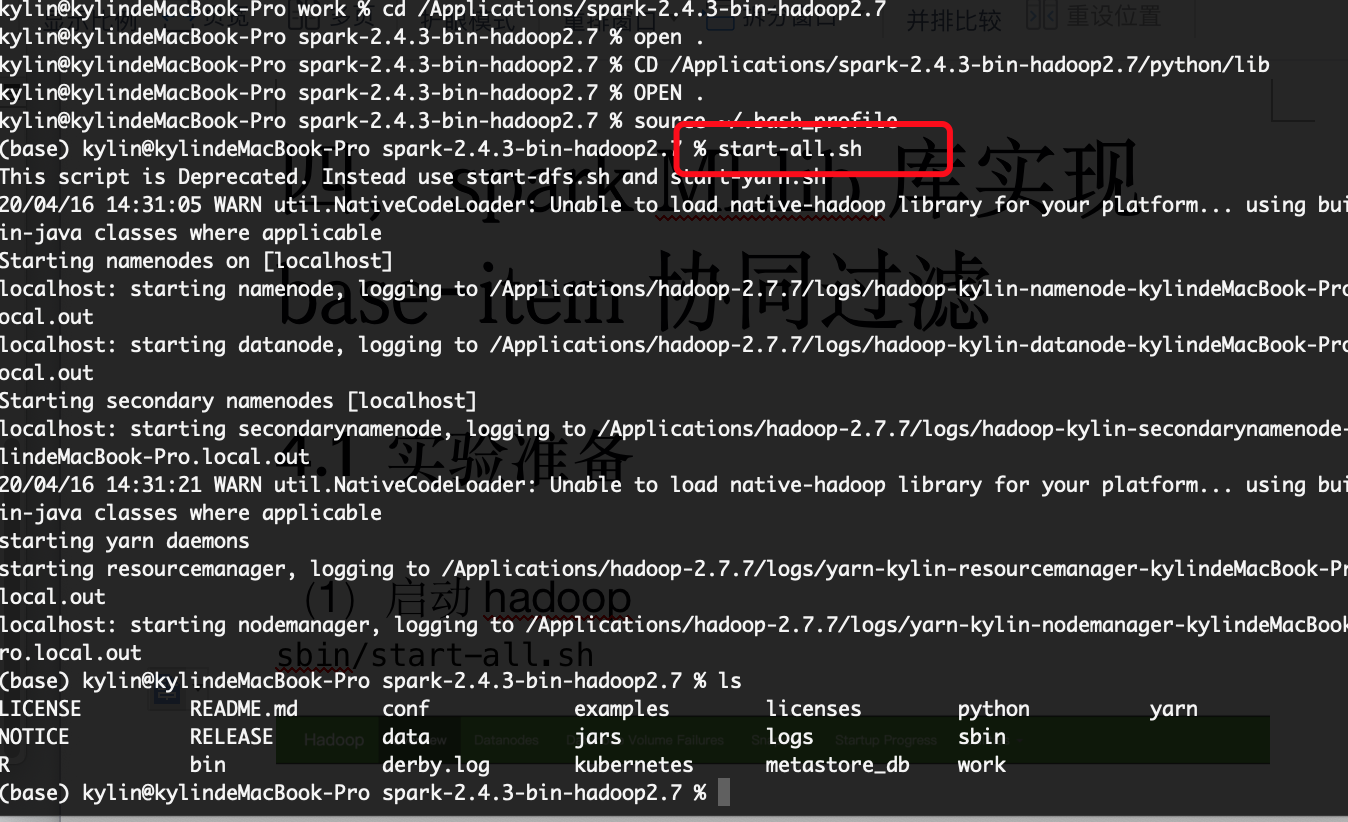 kylin@kylindeMacBook-Pro work % cd /Applications/spark-2.4.3-bin-hadoop2.7
并排比较
重设位置
kylin@kylindeMacBook-Pro spark-2.4.3-bin-hadoop2.7 % open .
kylin@kylindeMacBook-Pro spark-2.4.3-bin-hadoop2.7 % CD /Applications/spark-2.4.3-bin-hadoop2.7/python/lib
kylin@kylindeMacBook-Pro spark-2.4.3-bin-hadoop2.7 % OPEN .
kylin@kylindeMacBook-Pro spark-2.4.3-bin-hadoop2.7 % source ~/.bash_profile
(base) kylin@kylindeMacBook-Pro spark-2.4.3-bin-hadoop2.7 % start-all.sh
This script is Deprecated. Instead use start-dfs.sh and start-yarn.sh
四，spark MLlib 库实现
20/04/16 14:31:05 WARN util.NativeCodeLoader: Unable to load native-hadoop library for your platform... using bui
in-java classes where applicable
Starting namenodes on [localhost]
base-item 协同过滤
localhost: starting namenode, logging to /Applications/hadoop-2.7.7/logs/hadoop-kylin-namenode-kylindeMacBook-Pro
ocal.out
localhost: starting datanode, logging to /Applications/hadoop-2.7.7/logs/hadoop-kylin-datanode-kylindeMacBook-Pro
ocal.out
Starting secondary namenodes [localhost]
localhost: starting secondarynamenode, logging to /Applications/hadoop-2.7.7/logs/hadoop-kylin-secondarynamenode-
lindeMacBook-Pro.local.out
4.1 实验准备
20/04/16 14:31:21 WARN util.NativeCodeLoader: Unable to load native-hadoop library for your platform... using bui
in-java classes where applicable
starting yarn daemons
starting resourcemanager, logging to /Applications/hadoop-2.7.7/logs/yarn-kylin-resourcemanager-kylindeMacBook-Pr
local.out
（1）启动 hadoop
localhost: starting nodemanager, logging to /Applications/hadoop-2.7.7/logs/yarn-kylin-nodemanager-kylindeMacBook
ro.local.out
sbin/start-all.sh
(base) kylin@kylindeMacBook-Pro spark-2.4.3-bin-hadoop2.7 % ls
LICENSE README.md conf examples licenses python yarn
NOTICE RELEASE data jars logs sbin
Hadoop Datanodes Volume Failures Startup Progress
R bin derby.log kubernetes metastore_db work
(base) kylin@kylindeMacBook-Pro spark-2.4.3-bin-hadoop2.7 %